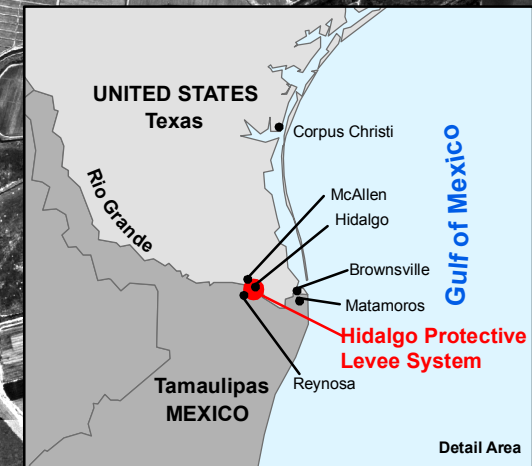 UNITED STATES
Texas
Corpus Christi
Rio Grande
McAllen
Hidalgo
Gulf of Mexico
Brownsville
Matamoros
Hidalgo Protective
Levee System
Reynosa
Tamaulipas
MEXICO
Detail Area